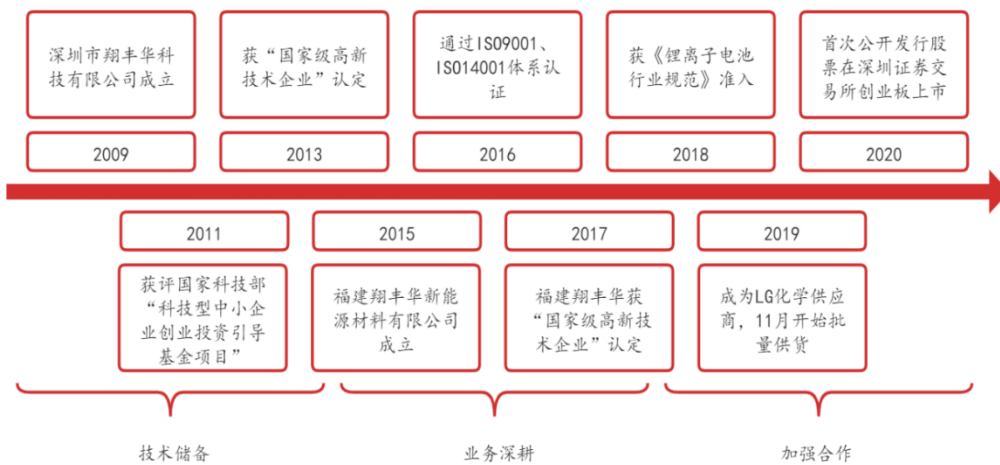 深圳市翔丰华科
技有限公司成立
获“国家级高新
技术企业”认定
通过ISO9001、
ISO14001体系认
证
获《锂离子电池
行业规范》准入
首次公开发行股
票在深圳证券交
易所创业板上市
2009
2013
2016
2018
2020
2011
2015
2017
2019
获评国家科技部
“科技型中小企
业创业投资引导
基金项目”
福建翔丰华新能
源材料有限公司
成立
福建翔丰华获
“国家级高新技
术企业”认定
成为LG化学供应
商，11月开始批
量供货
技术储备
业务深耕
加强合作